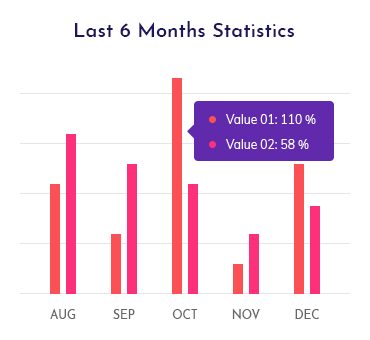 Last 6 Months Statistics
Value 01: 110 %
Value 02: 58 %
AUG SEP OCT NOV DEC